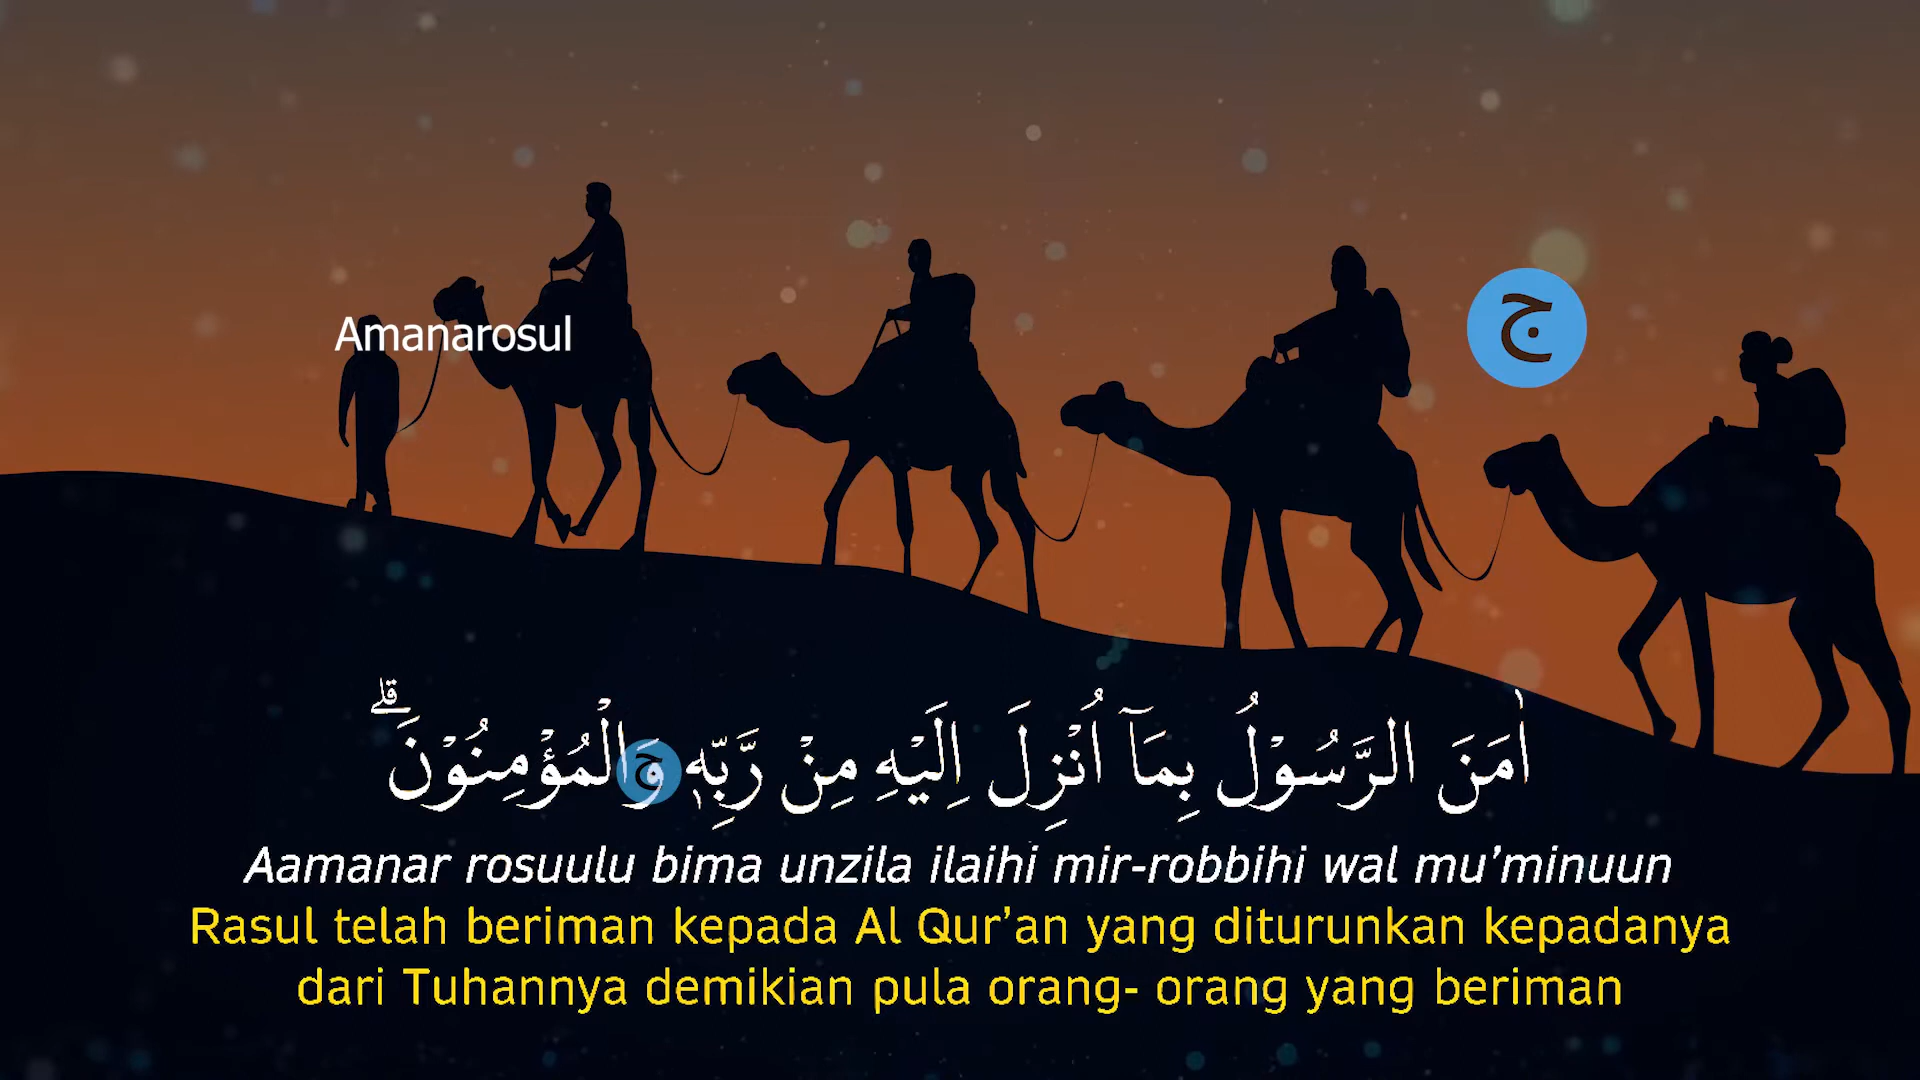 Amanarosul
ج
اٰمَنَ الرَّسُوْلُ بِمَآ اُنْزِلَ اِلَيْهِ مِنْ رَّبِّهٖ وَالْمُؤْمِنُوْنَۗ
ج
Aamanar rosuulu bima unzila ilaihi mir-robbihi wal mu’minuun
Rasul telah beriman kepada Al Qur’an yang diturunkan kepadanya
dari Tuhannya demikian pula orang- orang yang beriman